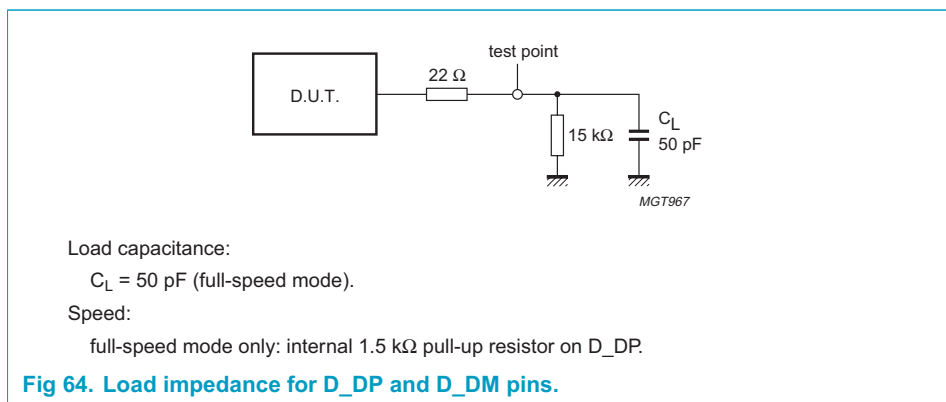 test point
22 Ω
D.U.T.
15 kΩ
CL
50 pF
MGT967
Load capacitance:
CL = 50 pF (full-speed mode).
Speed:
full-speed mode only: internal 1.5 kΩ pull-up resistor on D_DP.
Fig 64. Load impedance for D_DP and D_DM pins.